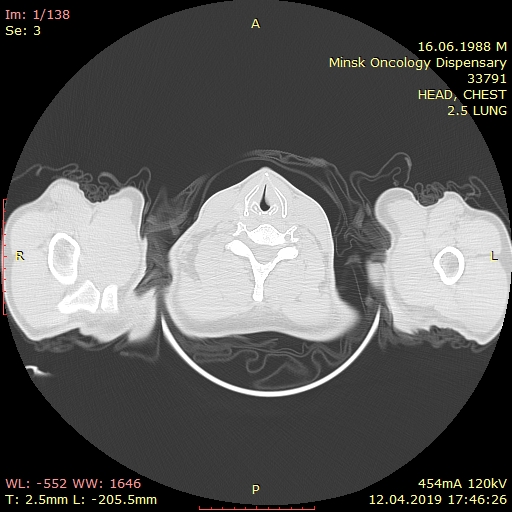 Im: 1/138
Se: 3
A
16.06.1988 M
Minsk Oncology Dispensary
33791
HEAD, CHEST
2.5 LUNG
R
L
WL: -552 WW: 1646
T: 2.5mm L: -205.5mm
P
454mA 120kV
12.04.2019 17:46:26